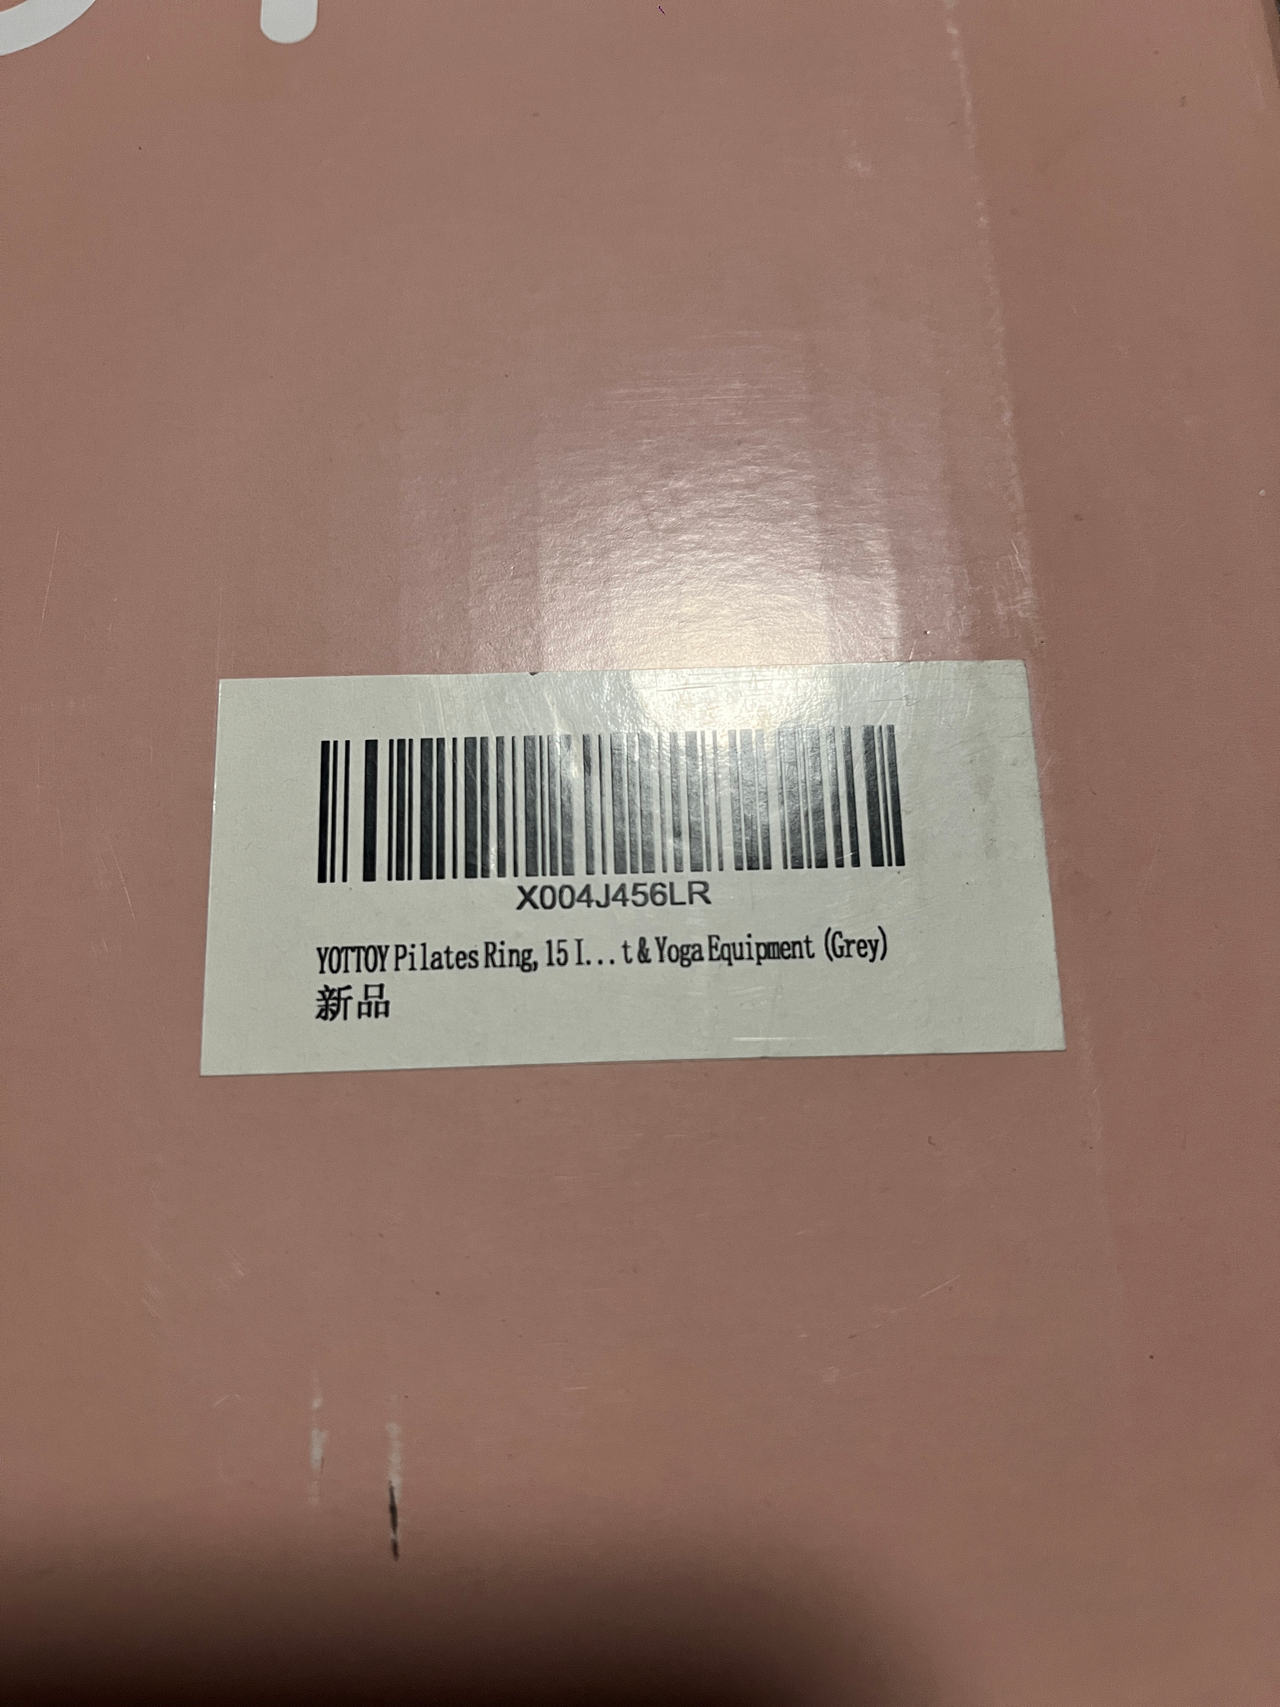 X004J456LR
YOTTOY Pilates Ring, 15 I...t & Yoga Equipment (Grey)
新品